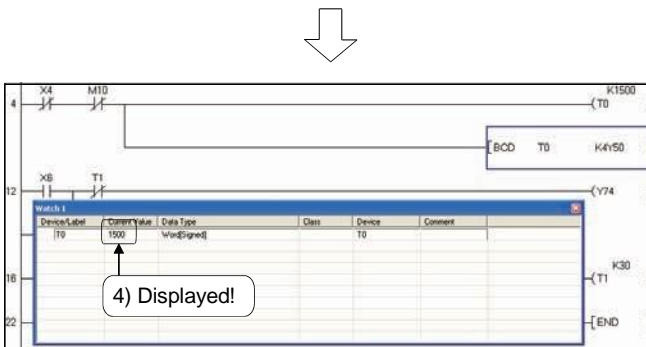 X4 M10 K1500
4 (T0
[BCD T0 K4Y50
X6 T1
12 (Y74
Watch 1
Device/Label Current Value Data Type Class Device Comment
T0 1500 Word[Signed] T0
4) Displayed!
K30
16 (T1
22 [END